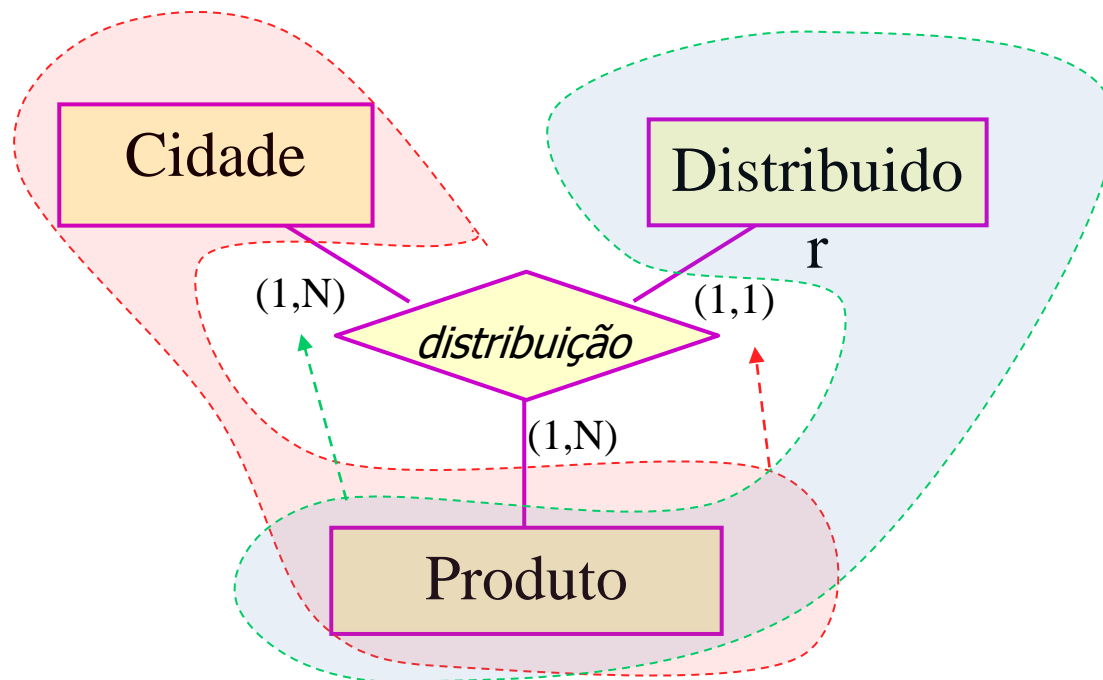 Cidade
Distribuido
r
(1,N)
(1,1)
distribuição
(1,N)
Produto